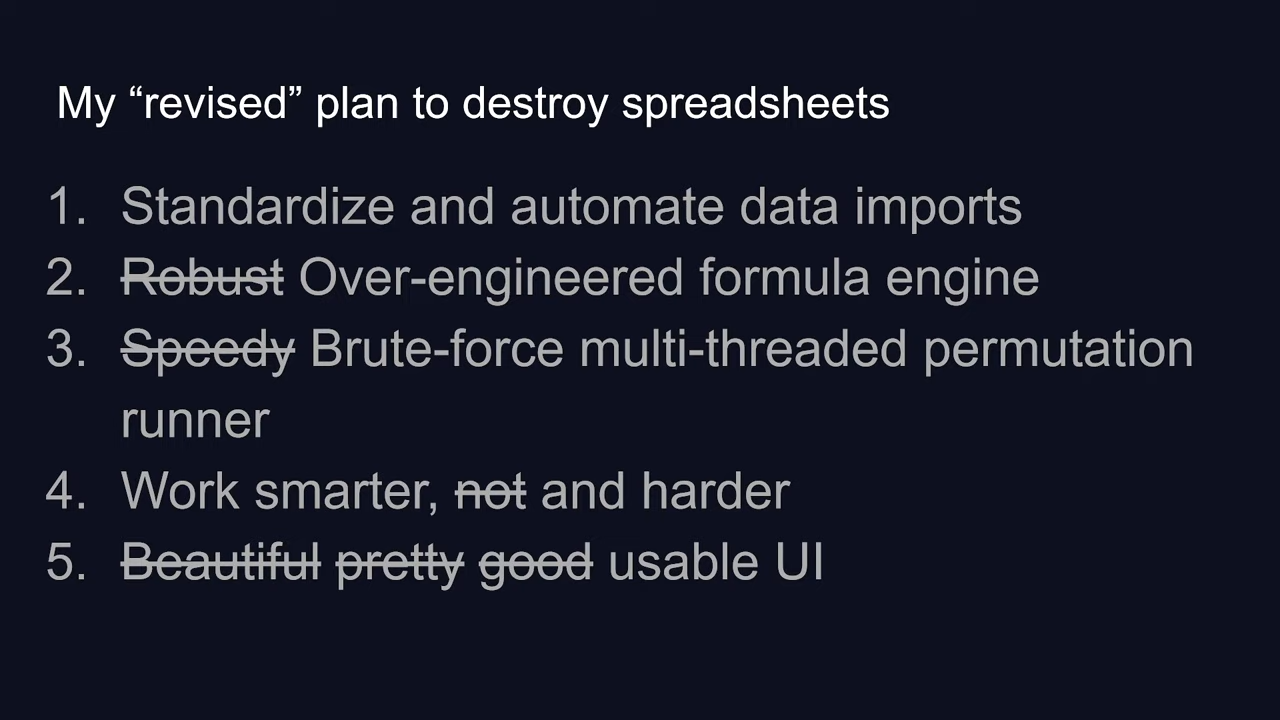 My “revised” plan to destroy spreadsheets
1. Standardize and automate data imports
2. Robust Over-engineered formula engine
3. Speedy Brute-force multi-threaded permutation
runner
4. Work smarter, not and harder
5. Beautiful pretty good usable UI